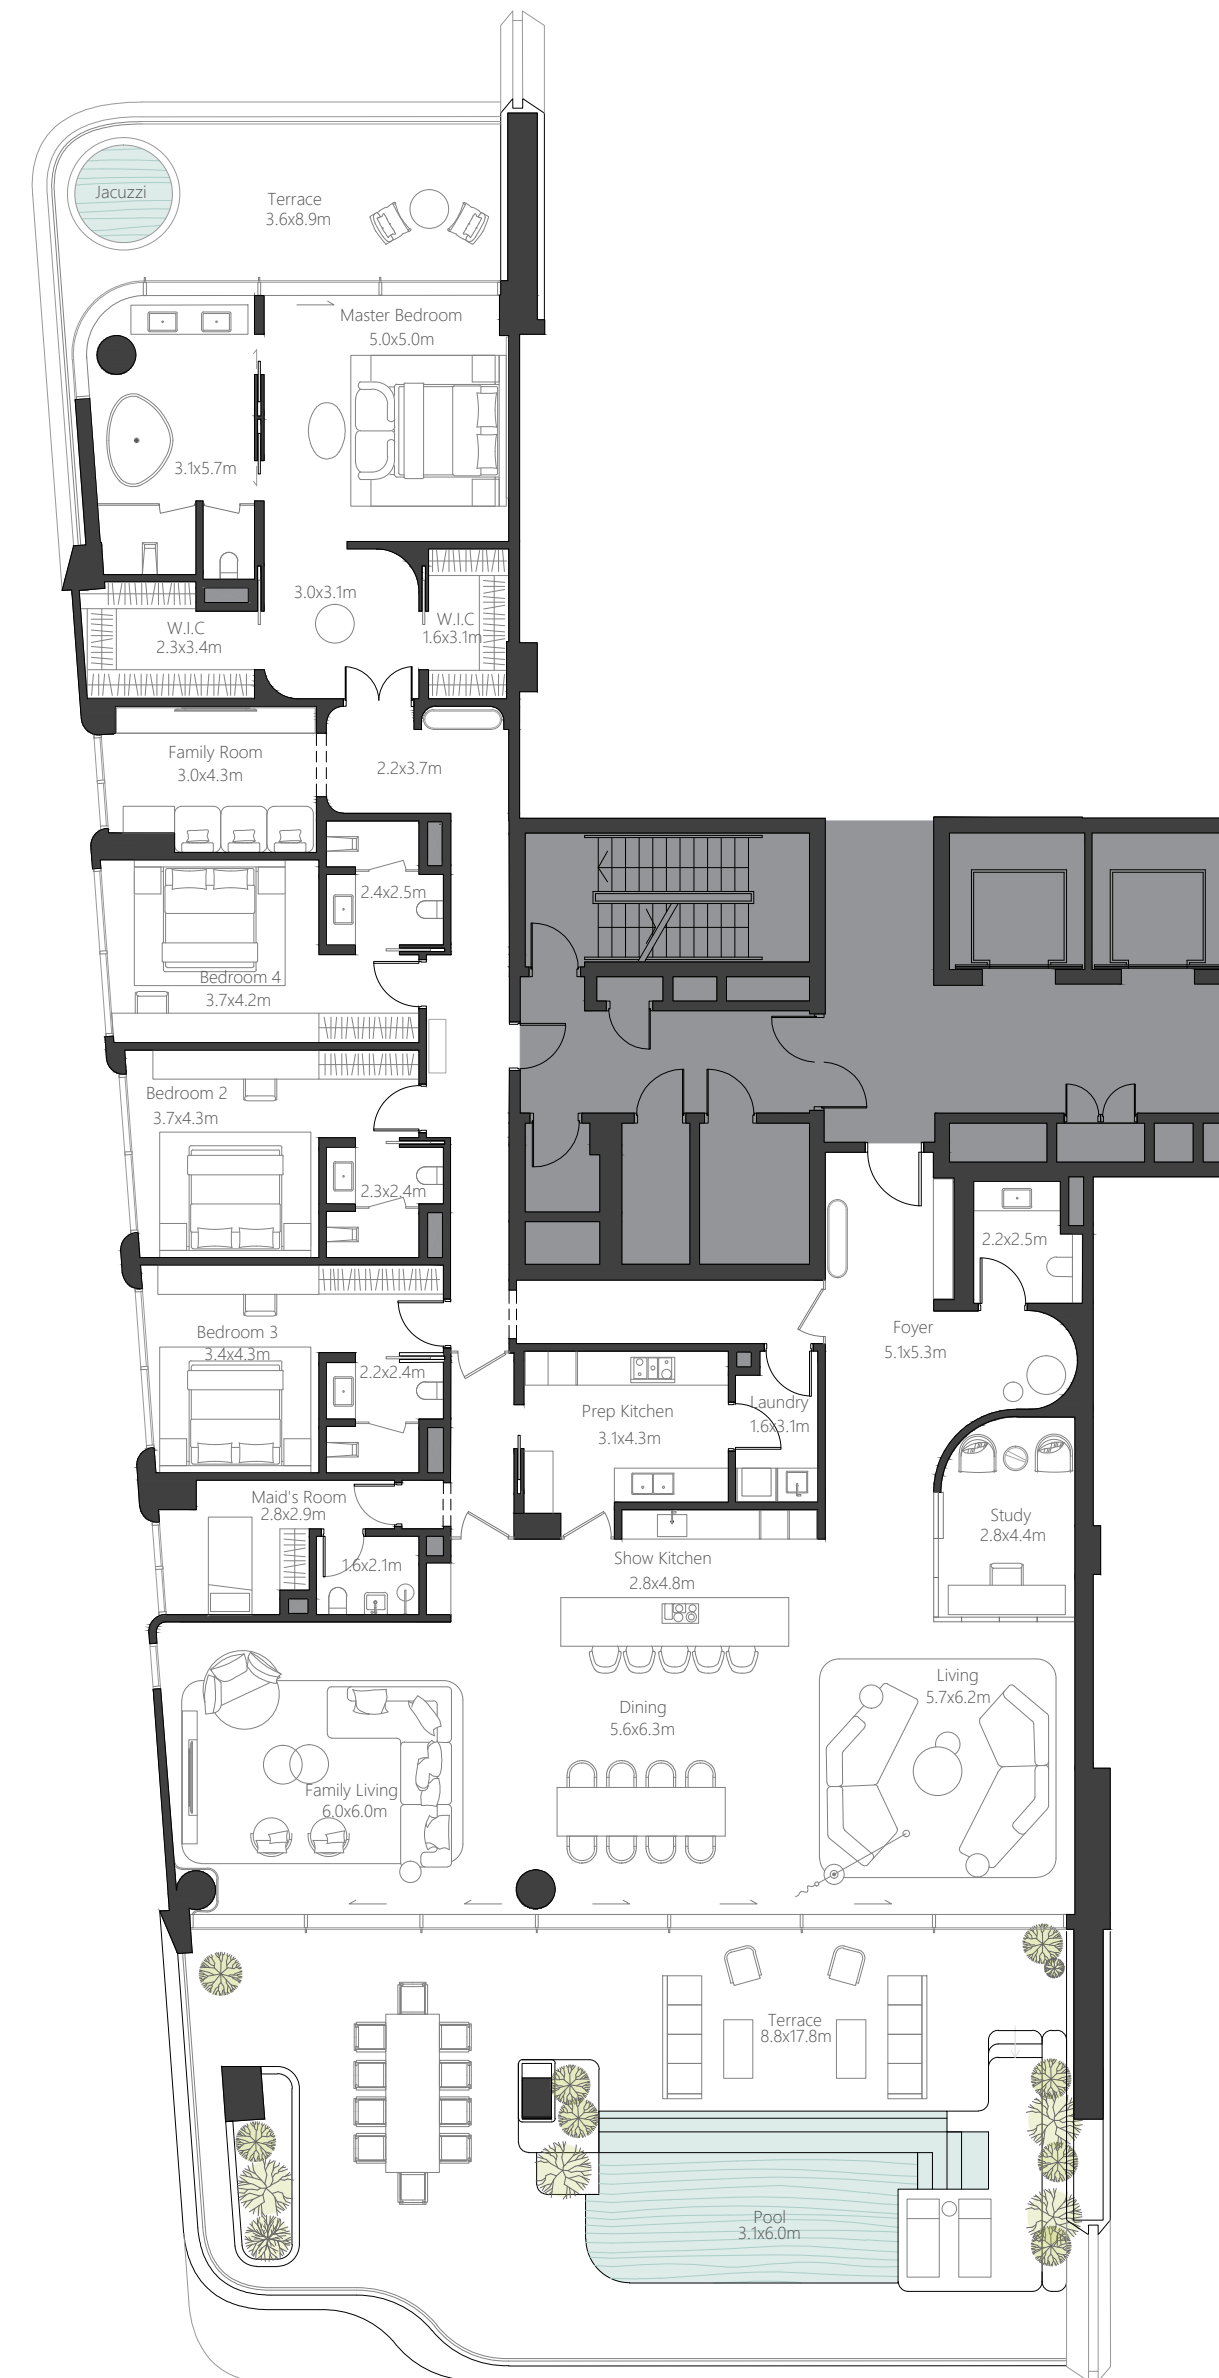 Jacuzzi
Terrace
3.6x8.9m
Master Bedroom
5.0x5.0m
3.1x5.7m
3.0x3.1m
W.I.C
2.3x3.4m
W.I.C
1.6x3.1m
Family Room
3.0x4.3m
2.2x3.7m
2.4x2.5m
Bedroom 4
3.7x4.2m
Bedroom 2
3.7x4.3m
2.3x2.4m
2.2x2.5m
Foyer
5.1x5.3m
Bedroom 3
3.4x4.3m
2.2x2.4m
Prep Kitchen
3.1x4.3m
Laundry
1.6x3.1m
Maid's Room
2.8x2.9m
1.6x2.1m
Study
2.8x4.4m
Show Kitchen
2.8x4.8m
Living
5.7x6.2m
Dining
5.6x6.3m
Family Living
6.0x6.0m
Terrace
8.8x17.8m
Pool
3.1x6.0m